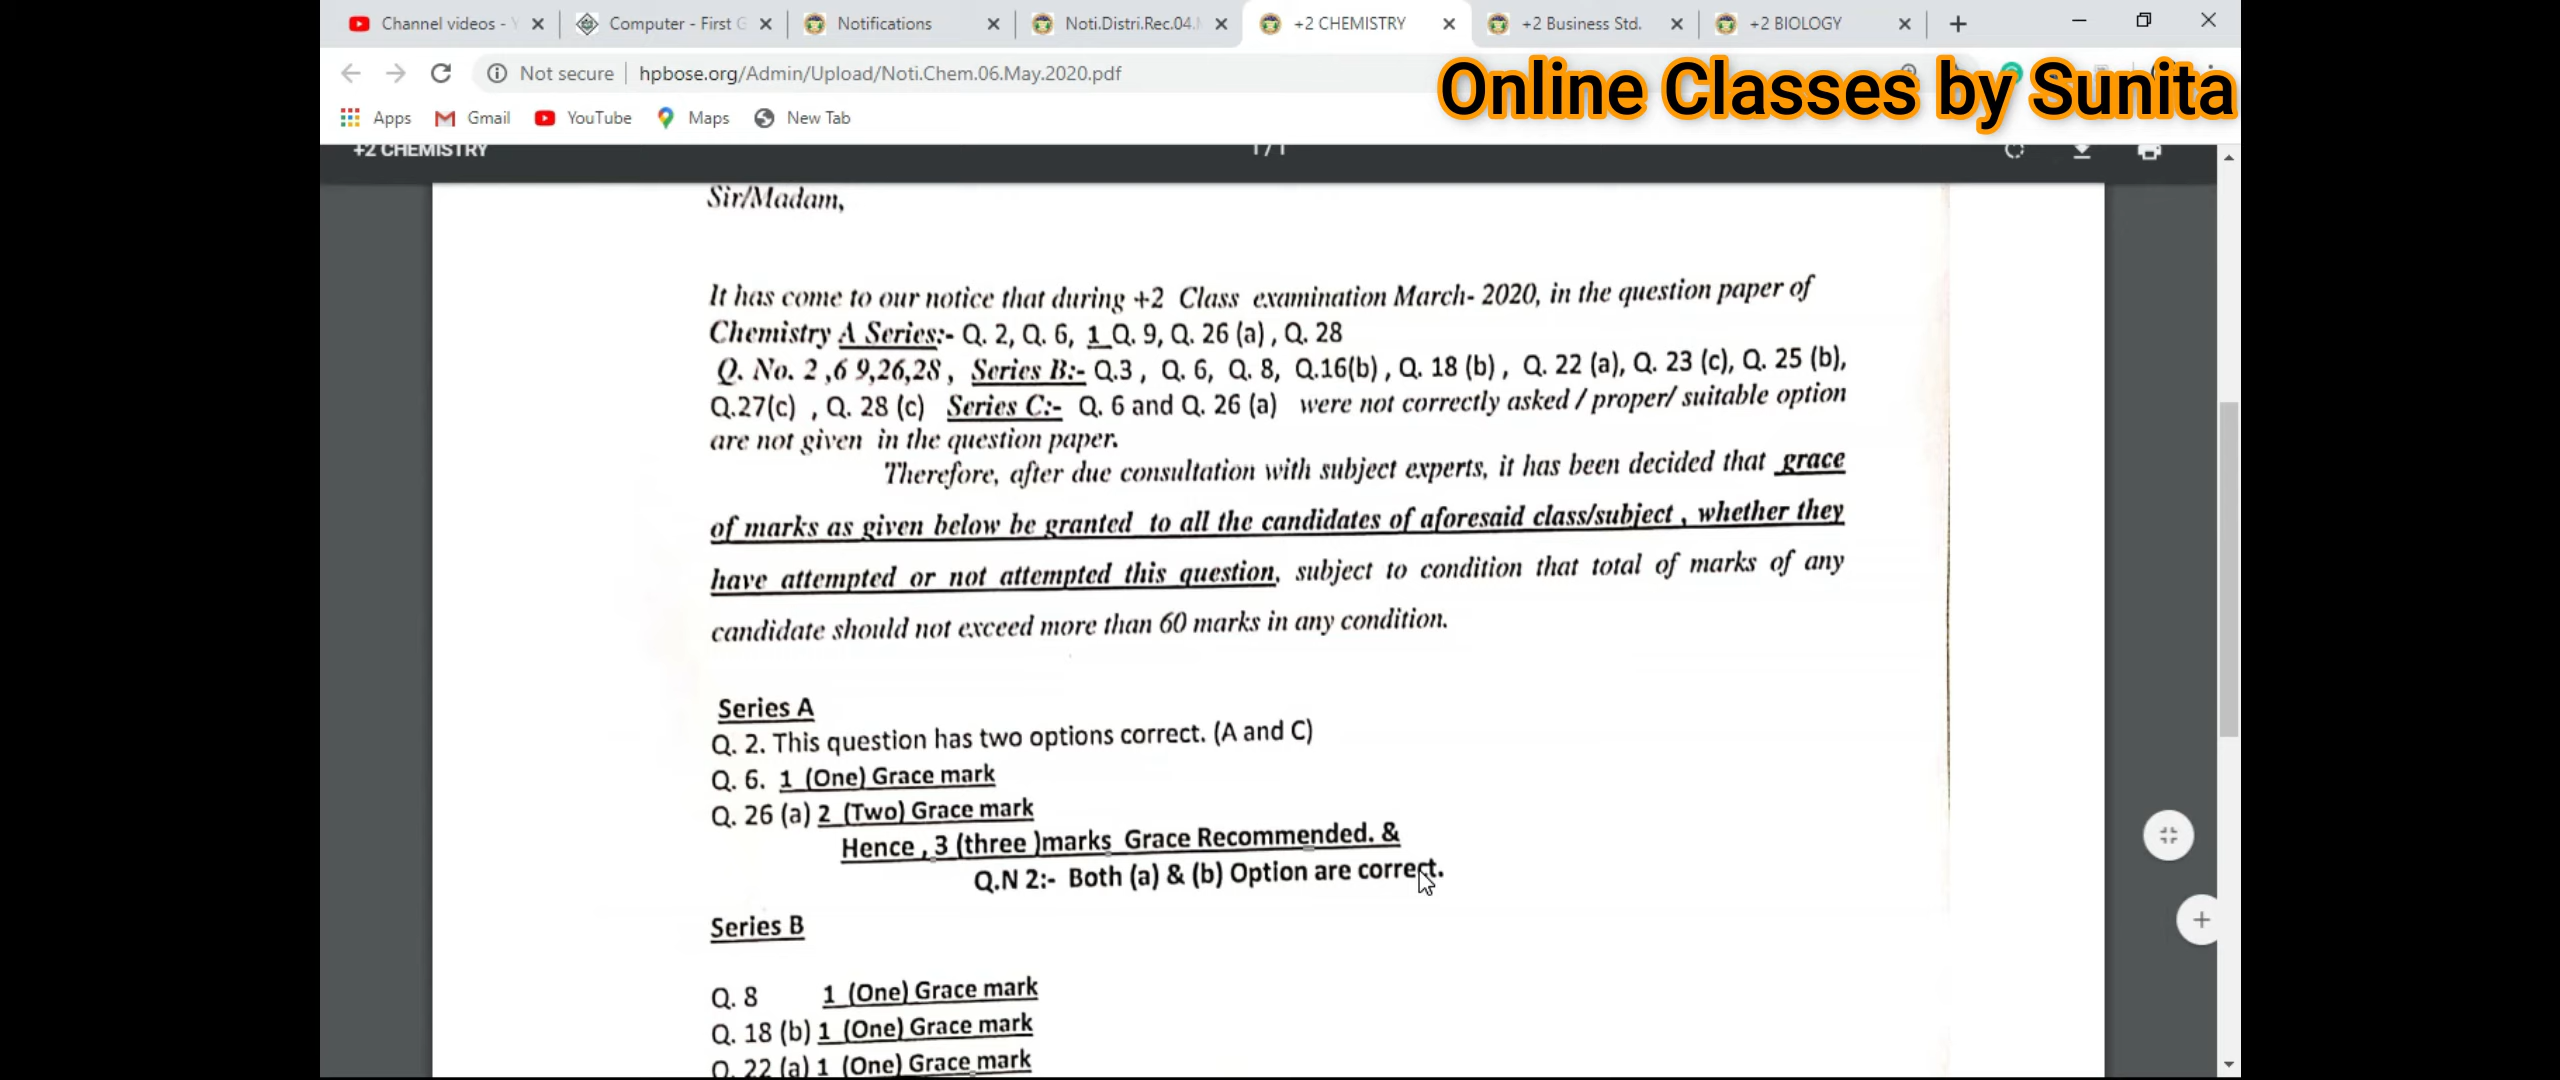 Channel videos - Y
Computer - First G
Notifications
Noti.Distri.Rec.04.
+2 CHEMISTRY
+2 Business Std.
+2 BIOLOGY
Not secure
hpbose.org/Admin/Upload/Noti.Chem.06.May.2020.pdf
Online Classes by Sunita
Apps
Gmail
YouTube
Maps
New Tab
+2 CHEMISTRY
1 / 1
Sir/Madam,
It has come to our notice that during +2 Class examination March- 2020, in the question paper of
Chemistry A Series:- Q. 2, Q. 6, 1 Q. 9, Q. 26 (a) , Q. 28
Q. No. 2 ,6 9,26,28 , Series B:- Q.3 , Q. 6, Q. 8, Q.16(b) , Q. 18 (b) , Q. 22 (a), Q. 23 (c), Q. 25 (b),
Q.27(c) , Q. 28 (c) Series C:- Q. 6 and Q. 26 (a) were not correctly asked / proper/ suitable option
are not given in the question paper.
Therefore, after due consultation with subject experts, it has been decided that grace
of marks as given below be granted to all the candidates of aforesaid class/subject , whether they
have attempted or not attempted this question, subject to condition that total of marks of any
candidate should not exceed more than 60 marks in any condition.
Series A
Q. 2. This question has two options correct. (A and C)
Q. 6. 1 (One) Grace mark
Q. 26 (a) 2 (Two) Grace mark
Hence , 3 (three )marks Grace Recommended. &
Q.N 2:- Both (a) & (b) Option are correct.
Series B
Q. 8 1 (One) Grace mark
Q. 18 (b) 1 (One) Grace mark
Q. 22 (a) 1 (One) Grace mark